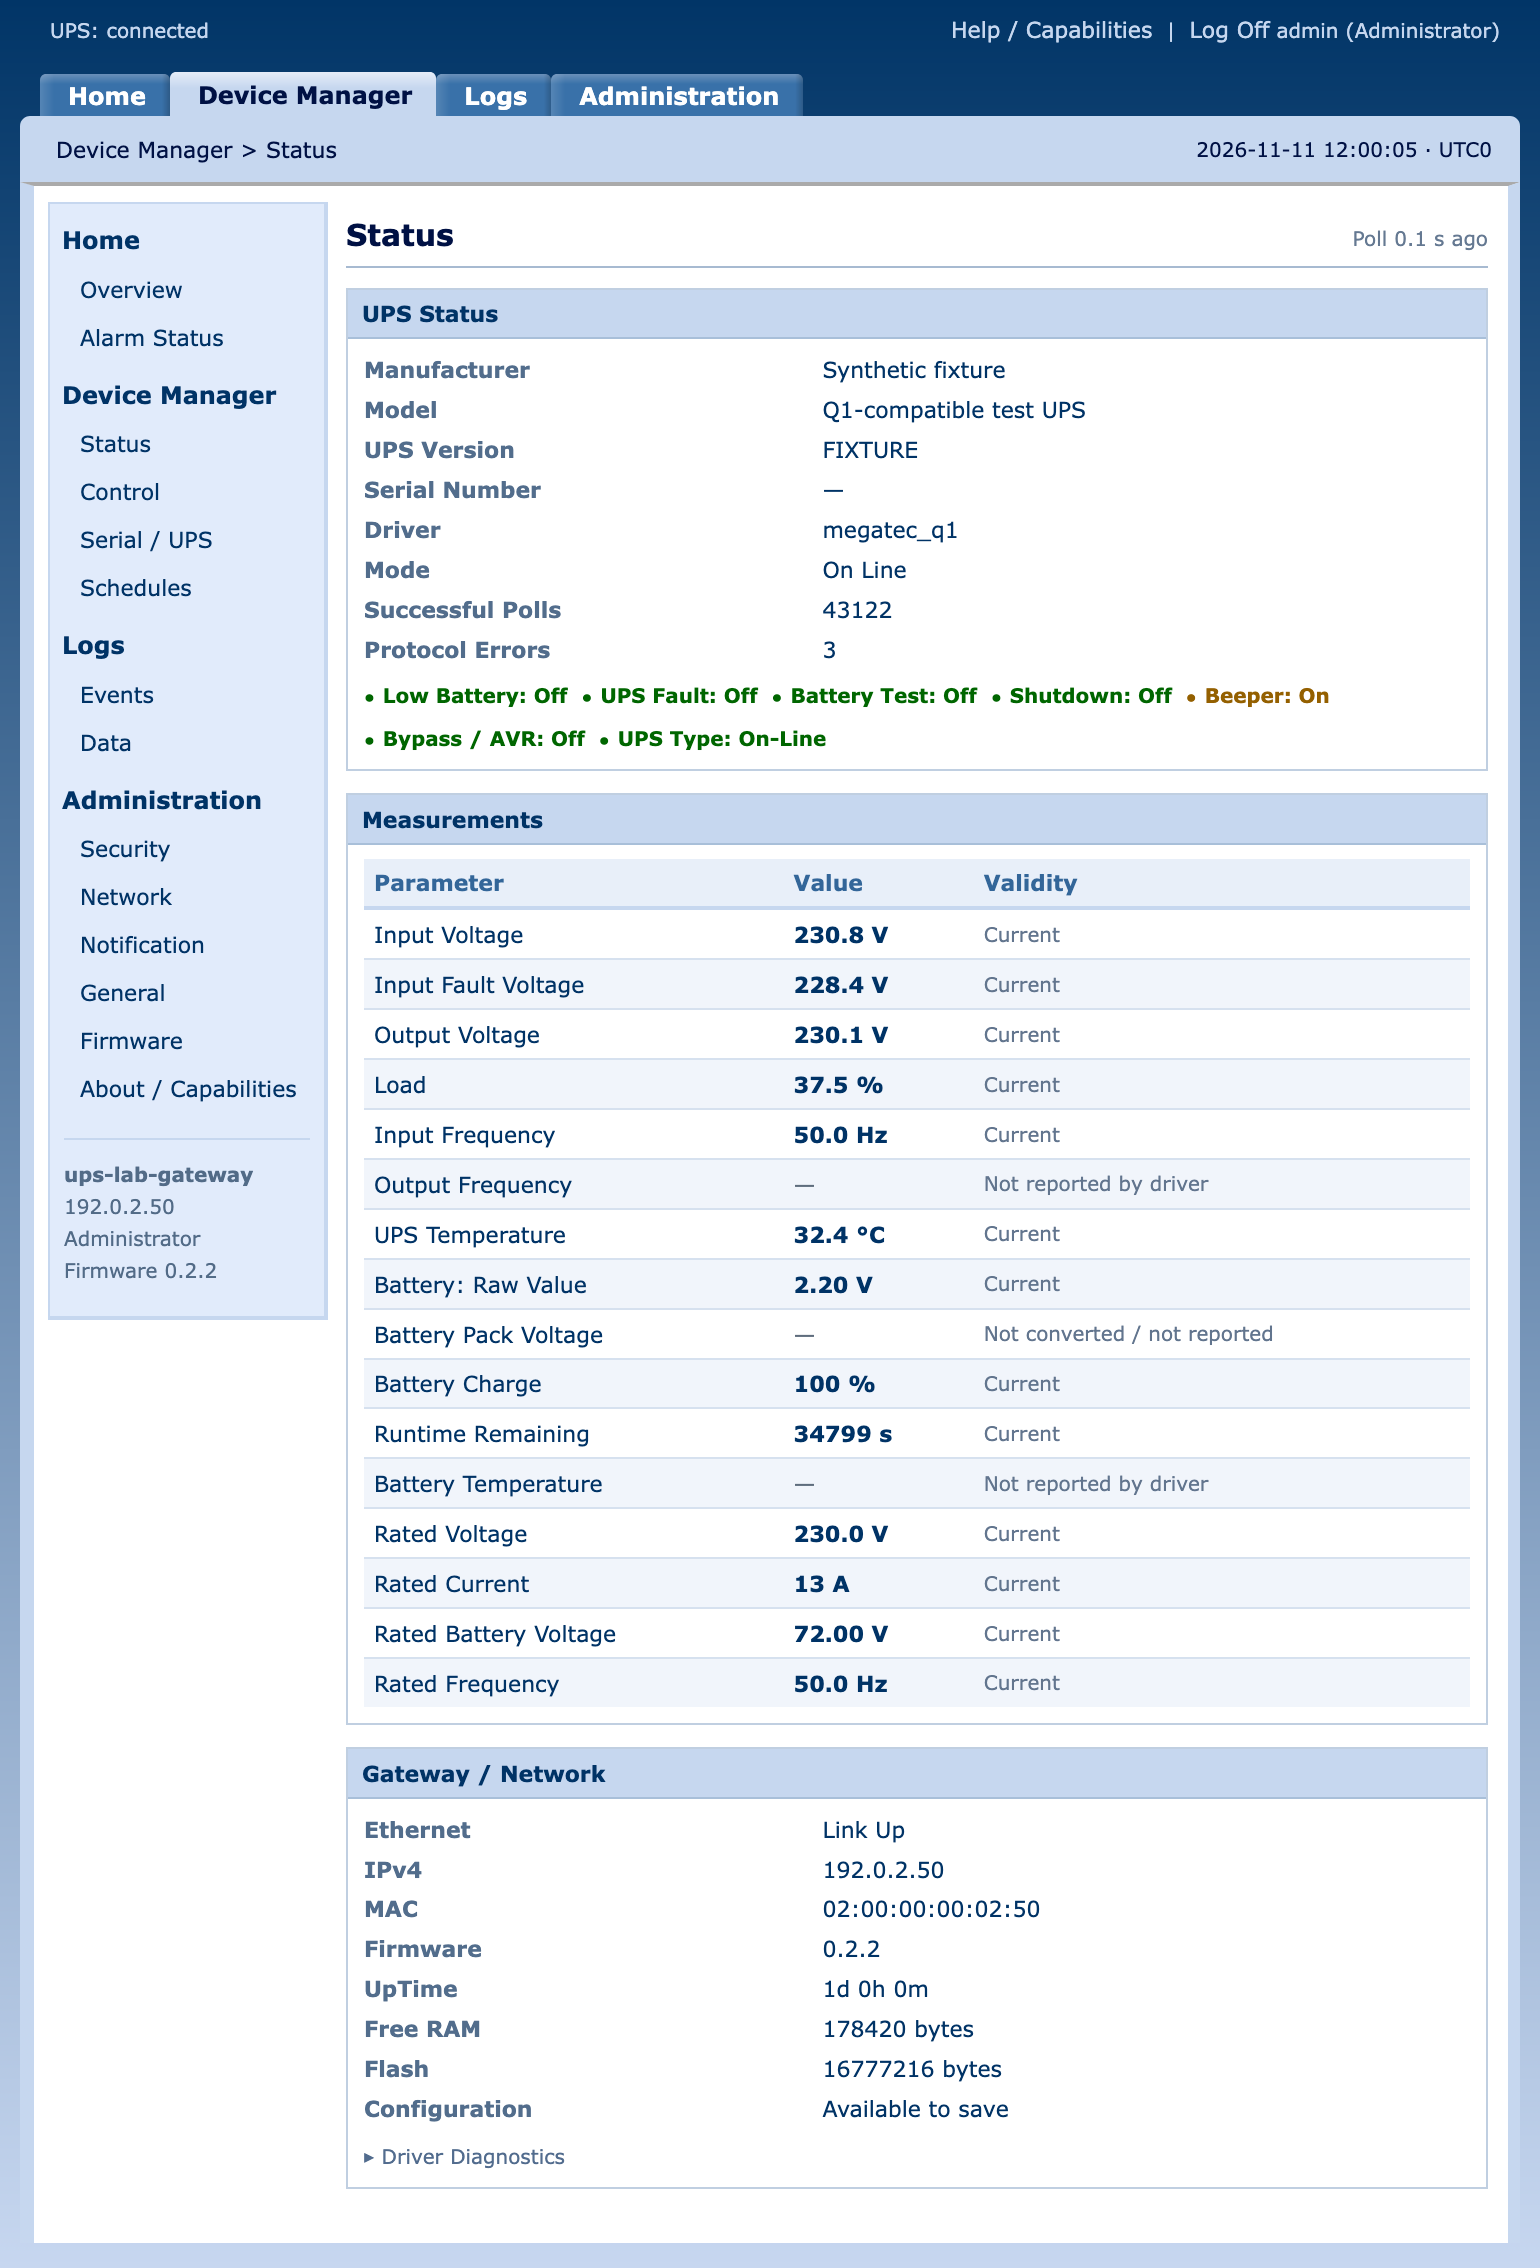 UPS: connected
Help / Capabilities | Log Off admin (Administrator)
Home Device Manager Logs Administration
Device Manager > Status
2026-11-11 12:00:05 · UTC0
Home
Overview
Alarm Status
Device Manager
Status
Control
Serial / UPS
Schedules
Logs
Events
Data
Administration
Security
Network
Notification
General
Firmware
About / Capabilities
ups-lab-gateway
192.0.2.50
Administrator
Firmware 0.2.2
Status
Poll 0.1 s ago
UPS Status
Manufacturer Synthetic fixture
Model Q1-compatible test UPS
UPS Version FIXTURE
Serial Number —
Driver megatec_q1
Mode On Line
Successful Polls 43122
Protocol Errors 3
• Low Battery: Off • UPS Fault: Off • Battery Test: Off • Shutdown: Off • Beeper: On
• Bypass / AVR: Off • UPS Type: On-Line
Measurements
Parameter Value Validity
Input Voltage 230.8 V Current
Input Fault Voltage 228.4 V Current
Output Voltage 230.1 V Current
Load 37.5 % Current
Input Frequency 50.0 Hz Current
Output Frequency — Not reported by driver
UPS Temperature 32.4 °C Current
Battery: Raw Value 2.20 V Current
Battery Pack Voltage — Not converted / not reported
Battery Charge 100 % Current
Runtime Remaining 34799 s Current
Battery Temperature — Not reported by driver
Rated Voltage 230.0 V Current
Rated Current 13 A Current
Rated Battery Voltage 72.00 V Current
Rated Frequency 50.0 Hz Current
Gateway / Network
Ethernet Link Up
IPv4 192.0.2.50
MAC 02:00:00:00:02:50
Firmware 0.2.2
UpTime 1d 0h 0m
Free RAM 178420 bytes
Flash 16777216 bytes
Configuration Available to save
▸ Driver Diagnostics